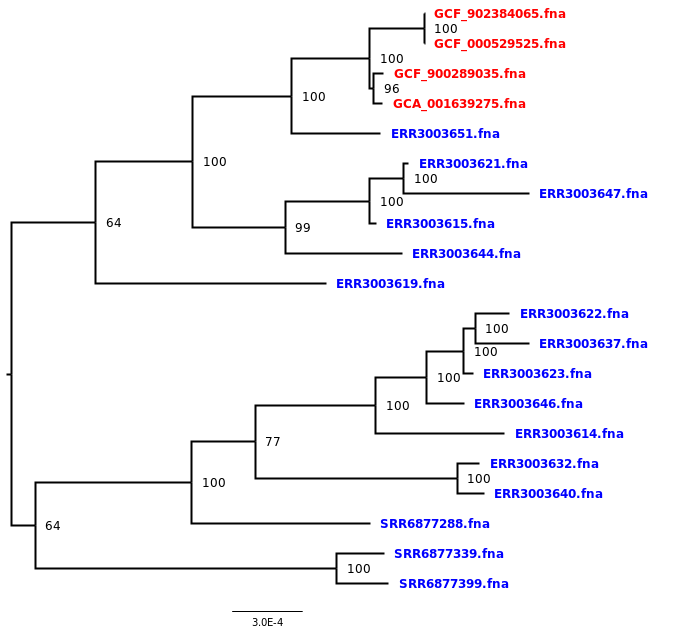 GCF_902384065.fna
100
GCF_000529525.fna
100
GCF_900289035.fna
96
100
GCA_001639275.fna
ERR3003651.fna
100
ERR3003621.fna
100
ERR3003647.fna
100
64
ERR3003615.fna
99
ERR3003644.fna
ERR3003619.fna
ERR3003622.fna
100
ERR3003637.fna
100
ERR3003623.fna
100
ERR3003646.fna
100
ERR3003614.fna
77
ERR3003632.fna
100
100
ERR3003640.fna
SRR6877288.fna
64
SRR6877339.fna
100
SRR6877399.fna
3.0E-4